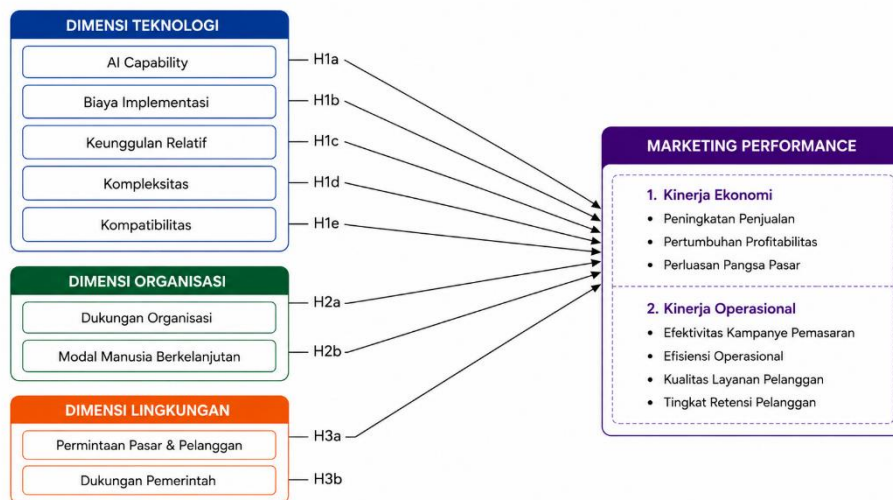 DIMENSI TEKNOLOGI
AI Capability
H1a
Biaya Implementasi
H1b
Keunggulan Relatif
H1c
Kompleksitas
H1d
Kompatibilitas
H1e
DIMENSI ORGANISASI
Dukungan Organisasi
H2a
Modal Manusia Berkelanjutan
H2b
DIMENSI LINGKUNGAN
Permintaan Pasar & Pelanggan
H3a
Dukungan Pemerintah
H3b
MARKETING PERFORMANCE
1. Kinerja Ekonomi
• Peningkatan Penjualan
• Pertumbuhan Profitabilitas
• Perluasan Pangsa Pasar
2. Kinerja Operasional
• Efektivitas Kampanye Pemasaran
• Efisiensi Operasional
• Kualitas Layanan Pelanggan
• Tingkat Retensi Pelanggan